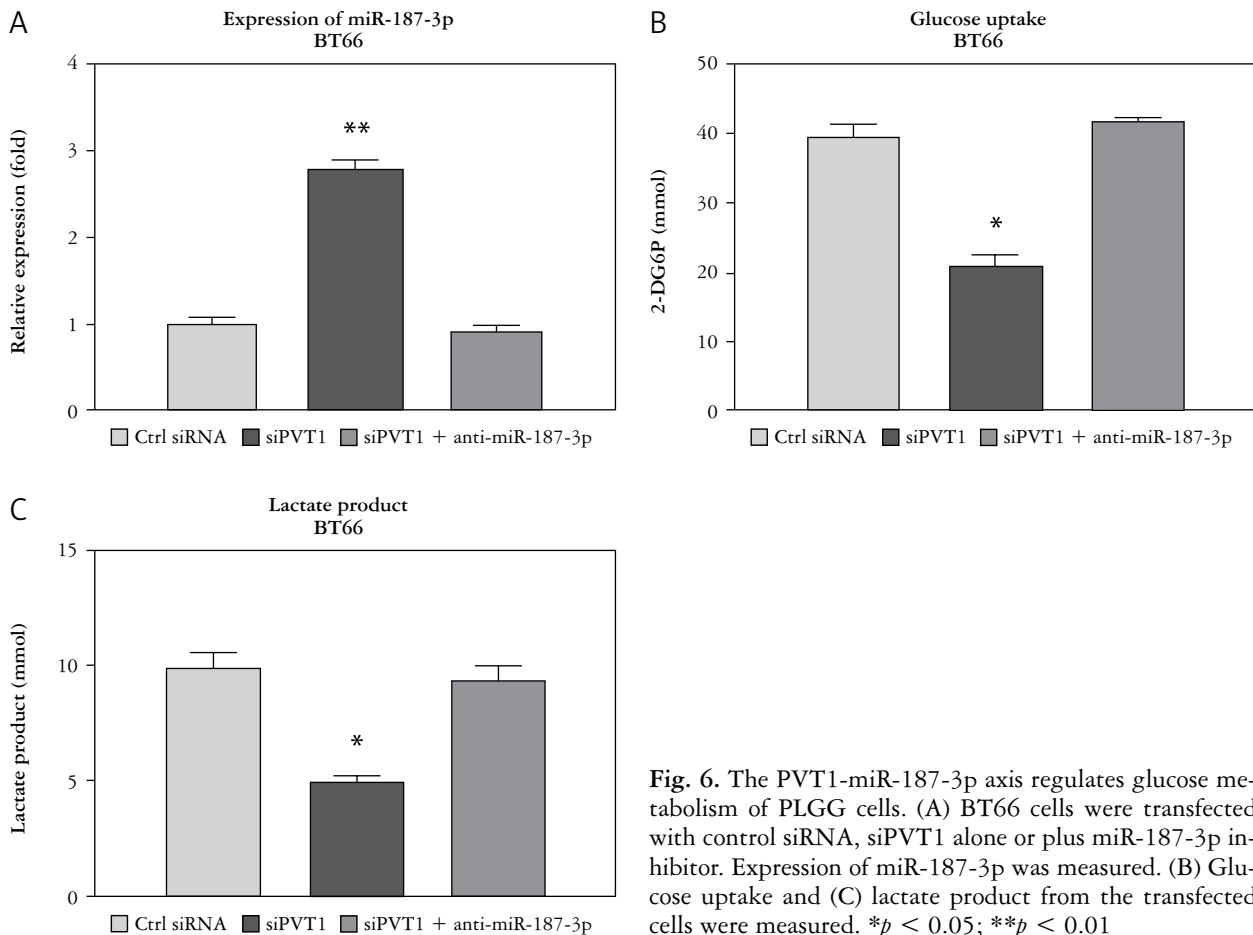 A
Expression of miR-187-3p
BT66
Relative expression (fold)
4
3
2
1
0
**
Ctrl siRNA siPVT1 siPVT1 + anti-miR-187-3p
B
Glucose uptake
BT66
2-DG6P (mmol)
50
40
30
20
10
0
*
Ctrl siRNA siPVT1 siPVT1 + anti-miR-187-3p
C
Lactate product
BT66
Lactate product (mmol)
15
10
5
0
*
Ctrl siRNA siPVT1 siPVT1 + anti-miR-187-3p
Fig. 6. The PVT1-miR-187-3p axis regulates glucose me-
tabolism of PLGG cells. (A) BT66 cells were transfected
with control siRNA, siPVT1 alone or plus miR-187-3p in-
hibitor. Expression of miR-187-3p was measured. (B) Glu-
cose uptake and (C) lactate product from the transfected
cells were measured. *p < 0.05; **p < 0.01